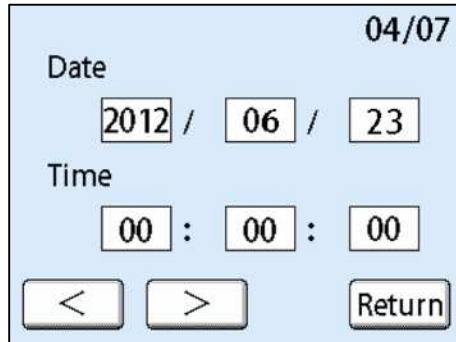 04/07
Date
2012 / 06 / 23
Time
00 : 00 : 00
< > Return